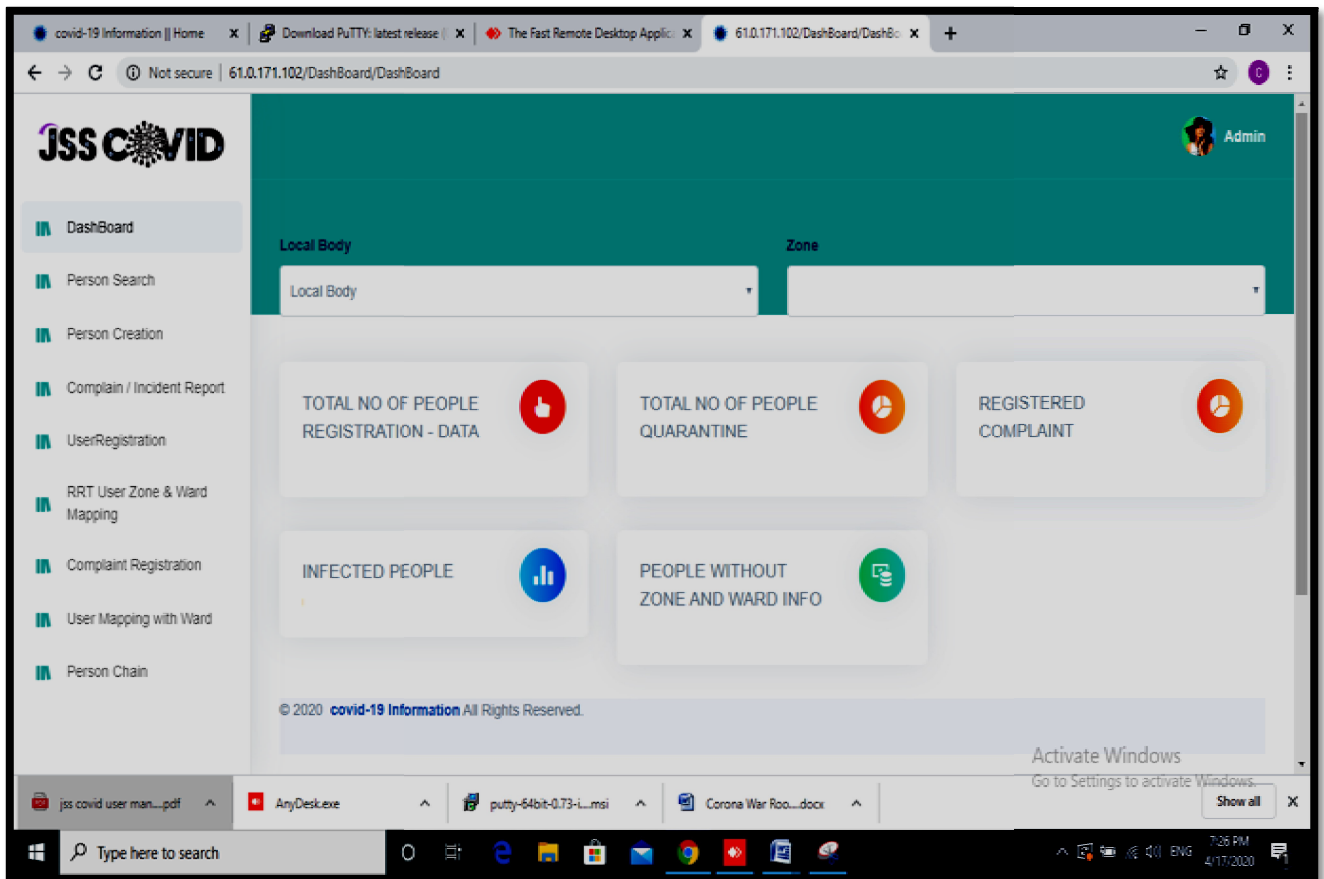 covid-19 Information || Home
Download PuTTY: latest release (
The Fast Remote Desktop Applic
61.0.171.102/DashBoard/DashBo
Not secure | 61.0.171.102/DashBoard/DashBoard
C
JSS COVID
Admin
DashBoard
Person Search
Person Creation
Complain / Incident Report
UserRegistration
RRT User Zone & Ward
Mapping
Complaint Registration
User Mapping with Ward
Person Chain
Local Body
Zone
Local Body
TOTAL NO OF PEOPLE
REGISTRATION - DATA
TOTAL NO OF PEOPLE
QUARANTINE
REGISTERED
COMPLAINT
INFECTED PEOPLE
PEOPLE WITHOUT
ZONE AND WARD INFO
© 2020 covid-19 Information All Rights Reserved.
Activate Windows
Go to Settings to activate Windows.
jss covid user man....pdf
AnyDesk.exe
putty-64bit-0.73-i....msi
Corona War Roo....docx
Show all
Type here to search
ENG
7:26 PM
4/17/2020